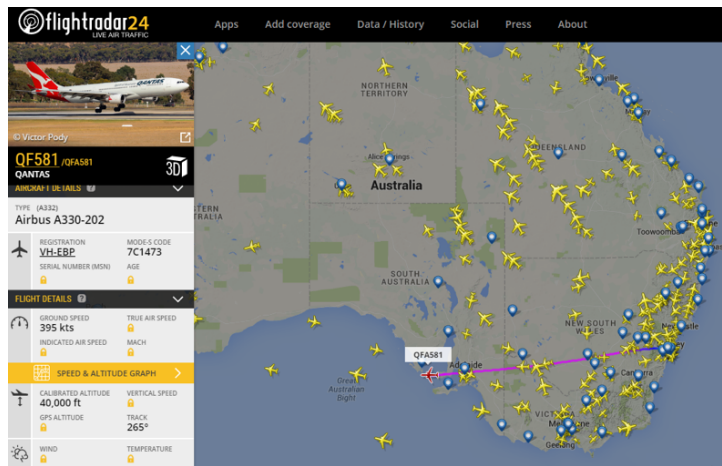 flightradar24
LIVE AIR TRAFFIC
Apps Add coverage Data / History Social Press About
QANTAS
© Victor Pody
QF581 /QFA581
QANTAS
3D
AIRCRAFT DETAILS
TYPE (A332)
Airbus A330-202
REGISTRATION MODE-S CODE
VH-EBP 7C1473
SERIAL NUMBER (MSN) AGE
FLIGHT DETAILS
GROUND SPEED TRUE AIR SPEED
395 kts
INDICATED AIR SPEED MACH
SPEED & ALTITUDE GRAPH
CALIBRATED ALTITUDE VERTICAL SPEED
40,000 ft
GPS ALTITUDE TRACK
265°
WIND TEMPERATURE
NORTHERN
TERRITORY
Australia
SOUTH
AUSTRALIA
Toowoomba
NEW SOUTH
WALES
QFA581
Adelaide
Great
Australian
Bight
Canberra
Geelong